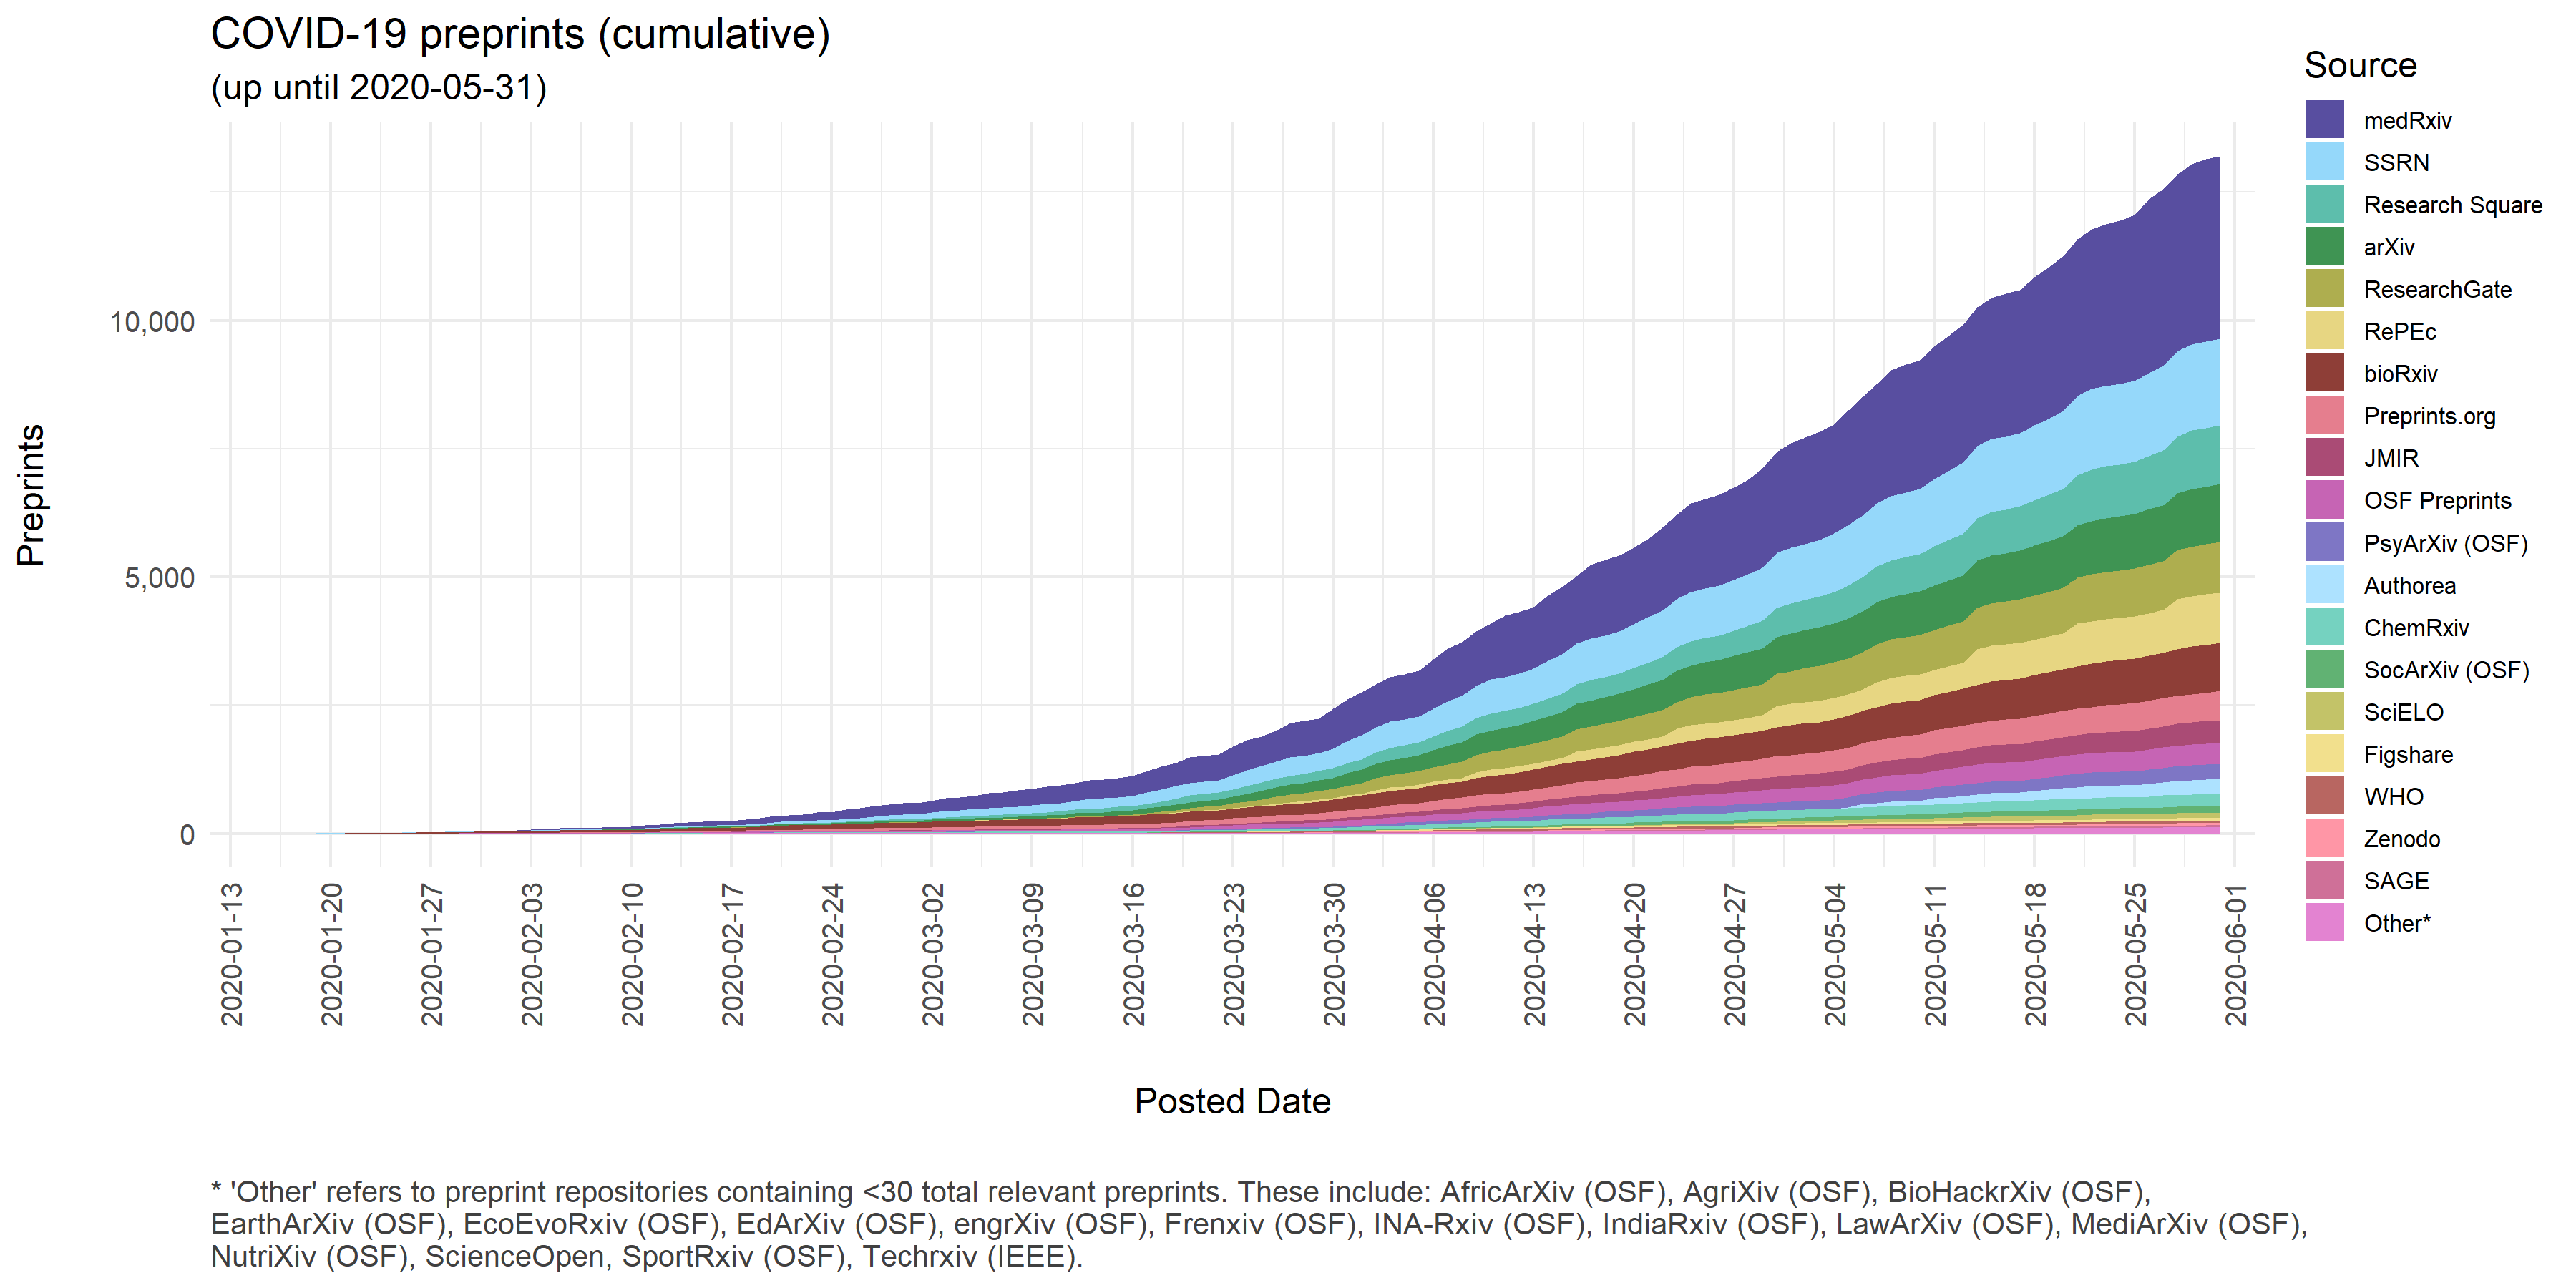 COVID-19 preprints (cumulative)
(up until 2020-05-31)
Source
medRxiv
SSRN
Research Square
arXiv
ResearchGate
RePEc
bioRxiv
Preprints.org
JMIR
OSF Preprints
PsyArXiv (OSF)
Authorea
ChemRxiv
SocArXiv (OSF)
SciELO
Figshare
WHO
Zenodo
SAGE
Other*
Preprints
10,000
5,000
0
2020-01-13
2020-01-20
2020-01-27
2020-02-03
2020-02-10
2020-02-17
2020-02-24
2020-03-02
2020-03-09
2020-03-16
2020-03-23
2020-03-30
2020-04-06
2020-04-13
2020-04-20
2020-04-27
2020-05-04
2020-05-11
2020-05-18
2020-05-25
2020-06-01
Posted Date
* 'Other' refers to preprint repositories containing <30 total relevant preprints. These include: AfricArXiv (OSF), AgriXiv (OSF), BioHackrXiv (OSF),
EarthArXiv (OSF), EcoEvoRxiv (OSF), EdArXiv (OSF), engrXiv (OSF), Frenxiv (OSF), INA-Rxiv (OSF), IndiaRxiv (OSF), LawArXiv (OSF), MediArXiv (OSF),
NutriXiv (OSF), ScienceOpen, SportRxiv (OSF), Techrxiv (IEEE).